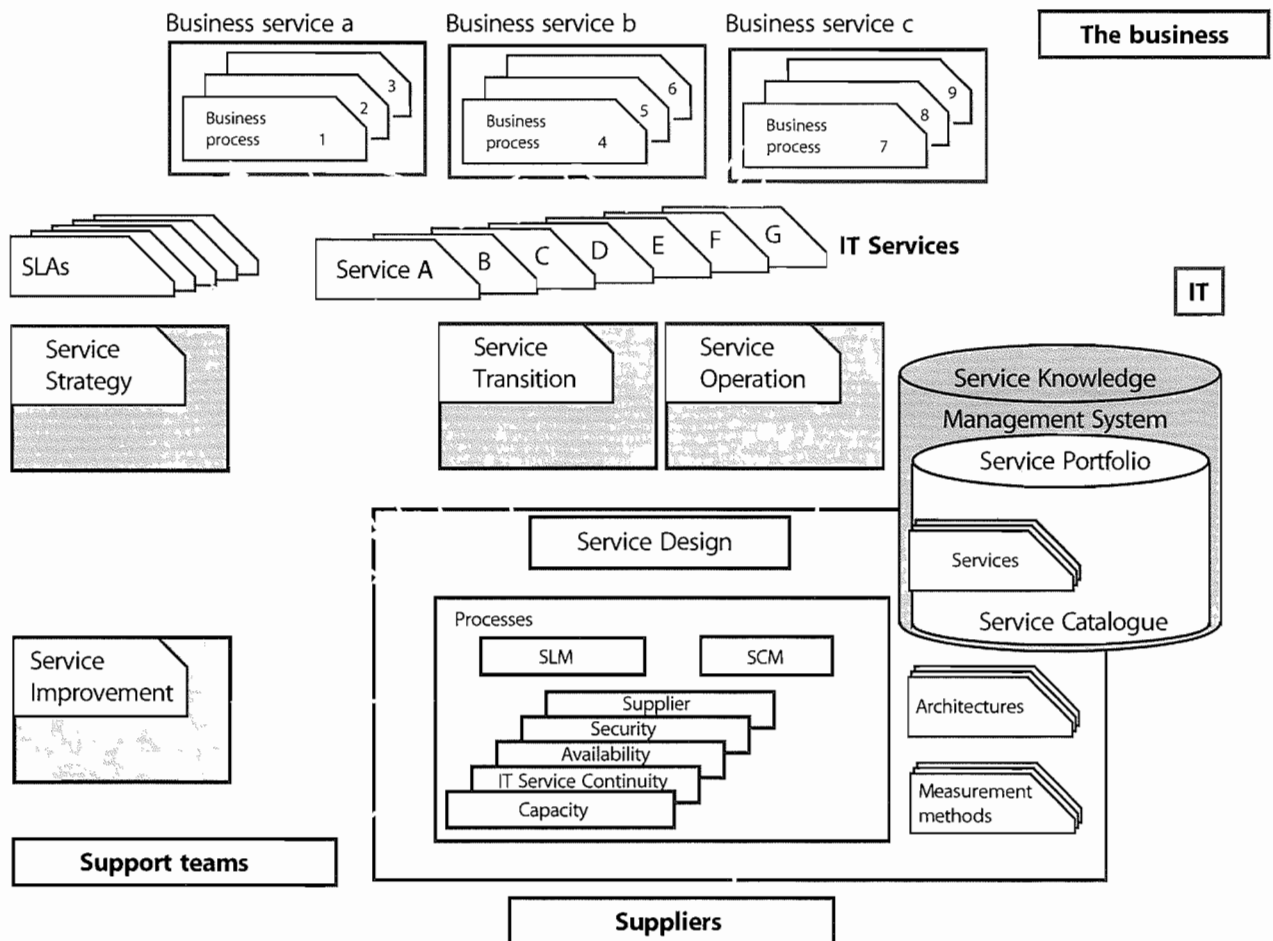 Business service a
Business service b
Business service c
The business
3
2
Business
process 1
6
5
Business
process 4
9
8
Business
process 7
SLAs
Service A
B
C
D
E
F
G
IT Services
IT
Service
Strategy
Service
Transition
Service
Operation
Service Knowledge
Management System
Service Portfolio
Services
Service Catalogue
Service Design
Processes
SLM
SCM
Supplier
Security
Availability
IT Service Continuity
Capacity
Service
Improvement
Architectures
Measurement
methods
Support teams
Suppliers